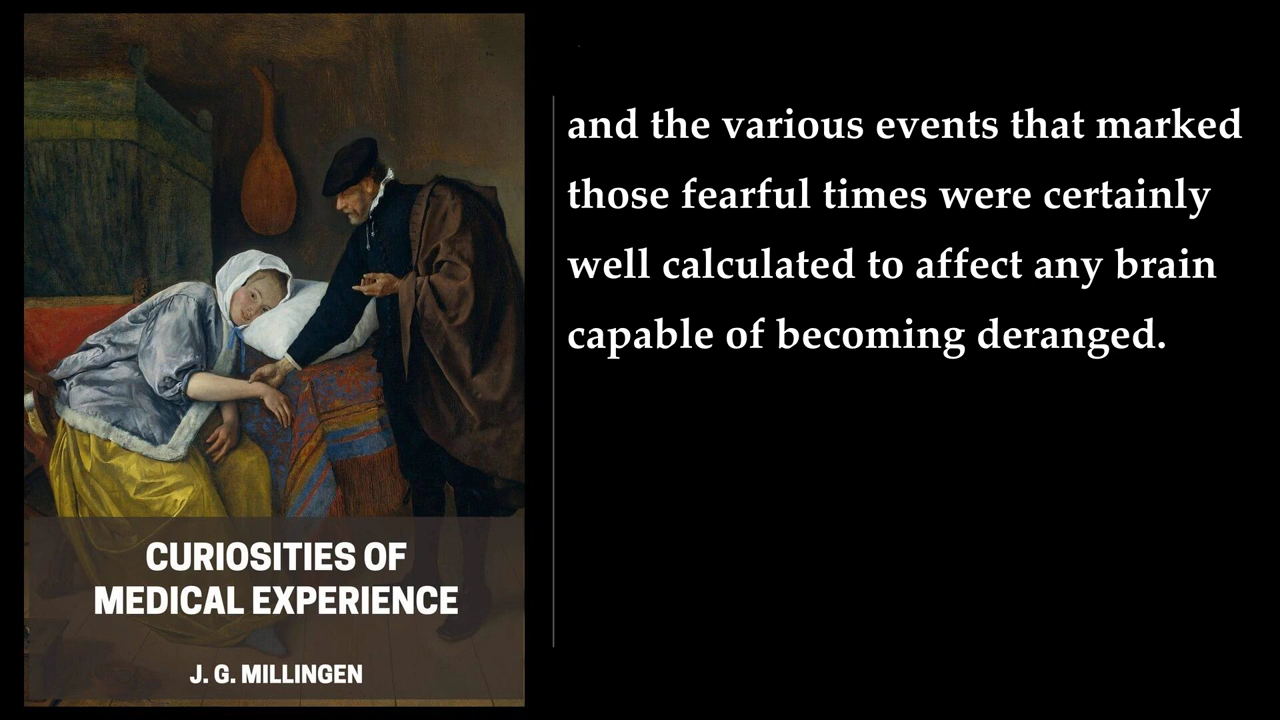 and the various events that marked
those fearful times were certainly
well calculated to affect any brain
capable of becoming deranged.
CURIOSITIES OF
MEDICAL EXPERIENCE
J. G. MILLINGEN